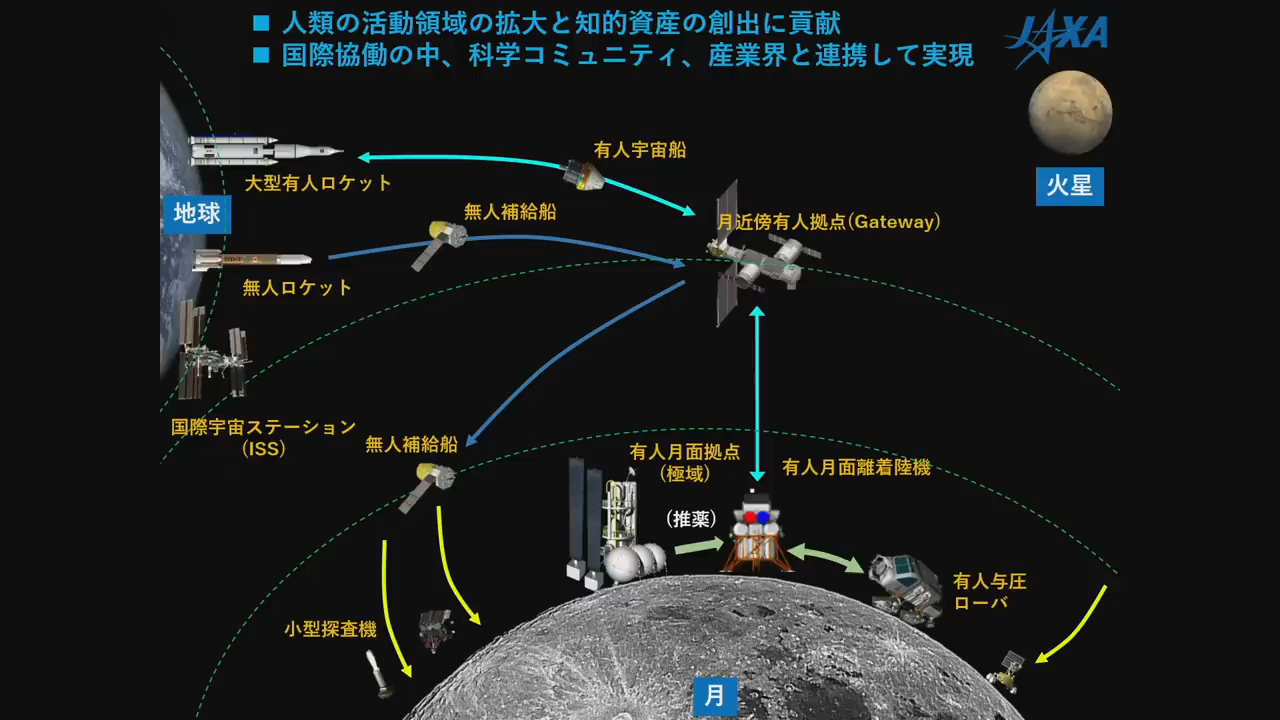 ■ 人類の活動領域の拡大と知的資産の創出に貢献
■ 国際協働の中、科学コミュニティ、産業界と連携して実現
JAXA
有人宇宙船
大型有人ロケット
火星
地球
無人補給船
月近傍有人拠点(Gateway)
無人ロケット
国際宇宙ステーション
(ISS)
無人補給船
有人月面拠点
(極域)
有人月面離着陸機
(推薬)
有人与圧
ローバ
小型探査機
月